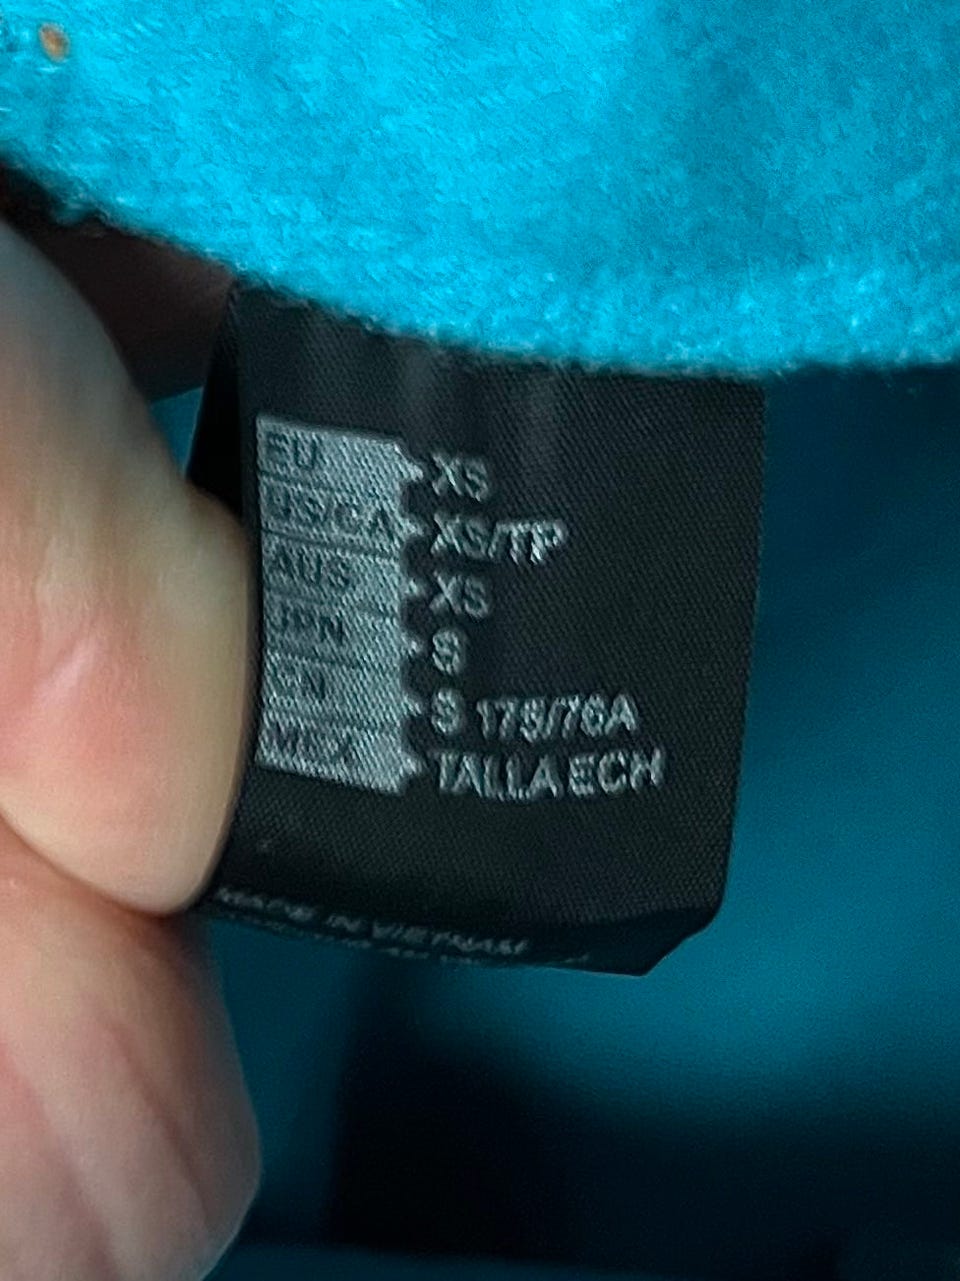 EU XS
US/CA XS/TP
AUS XS
JPN S
CN S 175/76A
MEX TALLA ECH
MADE IN VIETNAM